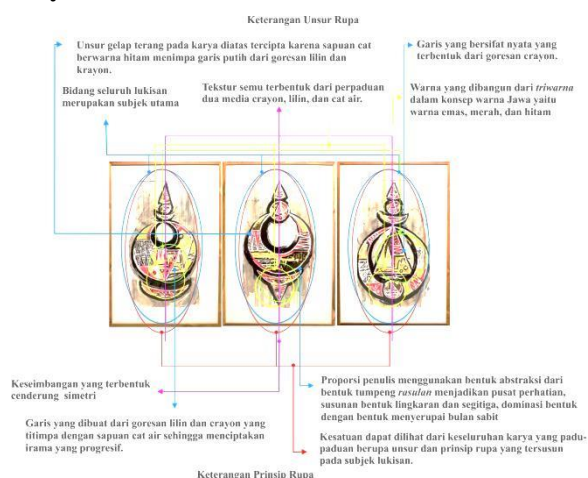 Keterangan Unsur Rupa
Unsur gelap terang pada karya diatas tercipta karena sapuan cat
berwarna hitam menimpa garis putih dari goresan lilin dan
krayon.
Garis yang bersifat nyata yang
terbentuk dari goresan crayon.
Bidang seluruh lukisan
merupakan subjek utama
Tekstur semu terbentuk dari perpaduan
dua media crayon, lilin, dan cat air.
Warna yang dibangun dari triwarna
dalam konsep warna Jawa yaitu
warna emas, merah, dan hitam
Keseimbangan yang terbentuk
cenderung simetri
Proporsi penulis menggunakan bentuk abstraksi dari
bentuk tumpeng rasulan menjadikan pusat perhatian,
susunan bentuk lingkaran dan segitiga, dominasi bentuk
dengan bentuk menyerupai bulan sabit
Garis yang dibuat dari goresan lilin dan crayon yang
titimpa dengan sapuan cat air sehingga menciptakan
irama yang progresif.
Kesatuan dapat dilihat dari keseluruhan karya yang padu-
paduan berupa unsur dan prinsip rupa yang tersusun
pada subjek lukisan.
Keterangan Prinsip Rupa